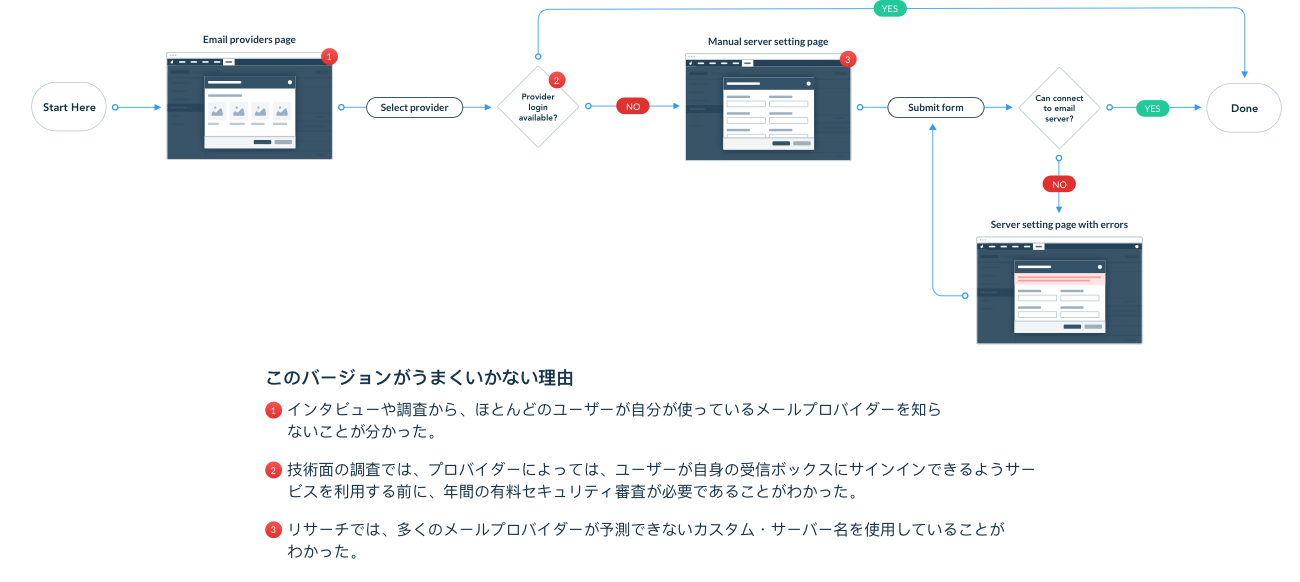 YES
Email providers page
1
Manual server setting page
3
Start Here
Select provider
2
Provider
login
available?
NO
Submit form
Can connect
to email
server?
YES
Done
NO
Server setting page with errors
このバージョンがうまくいかない理由
1 インタビューや調査から、ほとんどのユーザーが自分が使っているメールプロバイダーを知ら
ないことが分かった。
2 技術面の調査では、プロバイダーによっては、ユーザーが自身の受信ボックスにサインインできるようサー
ビスを利用する前に、年間の有料セキュリティ審査が必要であることがわかった。
3 リサーチでは、多くのメールプロバイダーが予測できないカスタム・サーバー名を使用していることが
わかった。